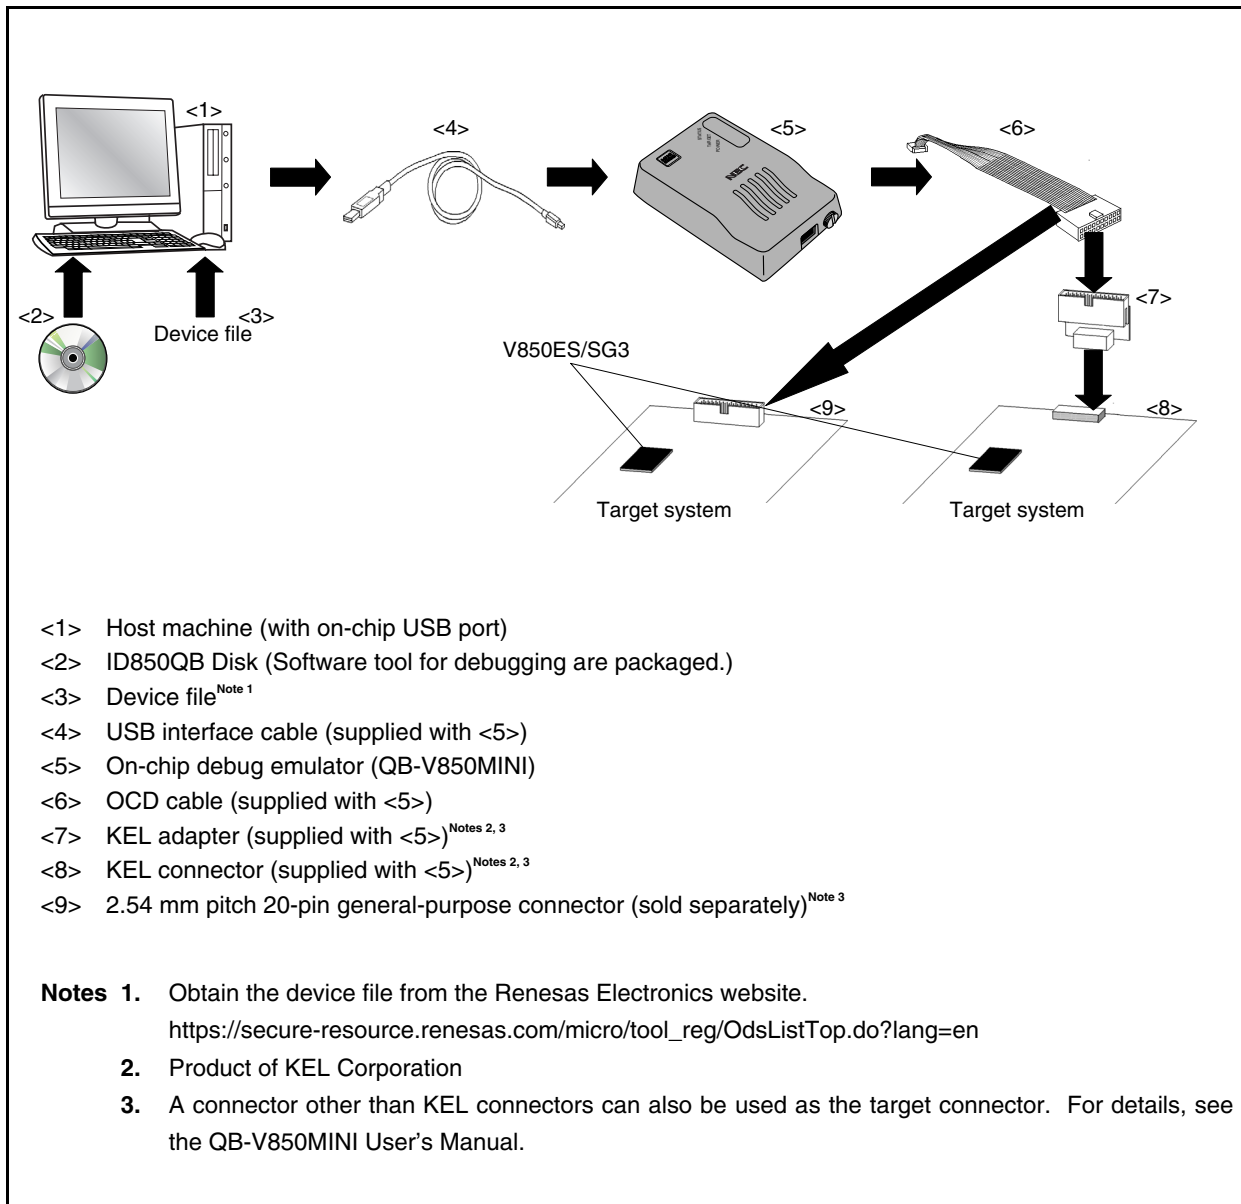 <1>
<4>
<5>
<6>
STATUS
TARGET
POWER
NEC
<7>
<2>
Device file
<3>
V850ES/SG3
<9>
<8>
Target system
Target system
<1> Host machine (with on-chip USB port)
<2> ID850QB Disk (Software tool for debugging are packaged.)
<3> Device file Note 1
<4> USB interface cable (supplied with <5>)
<5> On-chip debug emulator (QB-V850MINI)
<6> OCD cable (supplied with <5>)
<7> KEL adapter (supplied with <5>) Notes 2, 3
<8> KEL connector (supplied with <5>) Notes 2, 3
<9> 2.54 mm pitch 20-pin general-purpose connector (sold separately) Note 3
Notes 1. Obtain the device file from the Renesas Electronics website.
https://secure-resource.renesas.com/micro/tool_reg/OdsListTop.do?lang=en
2. Product of KEL Corporation
3. A connector other than KEL connectors can also be used as the target connector. For details, see
the QB-V850MINI User's Manual.